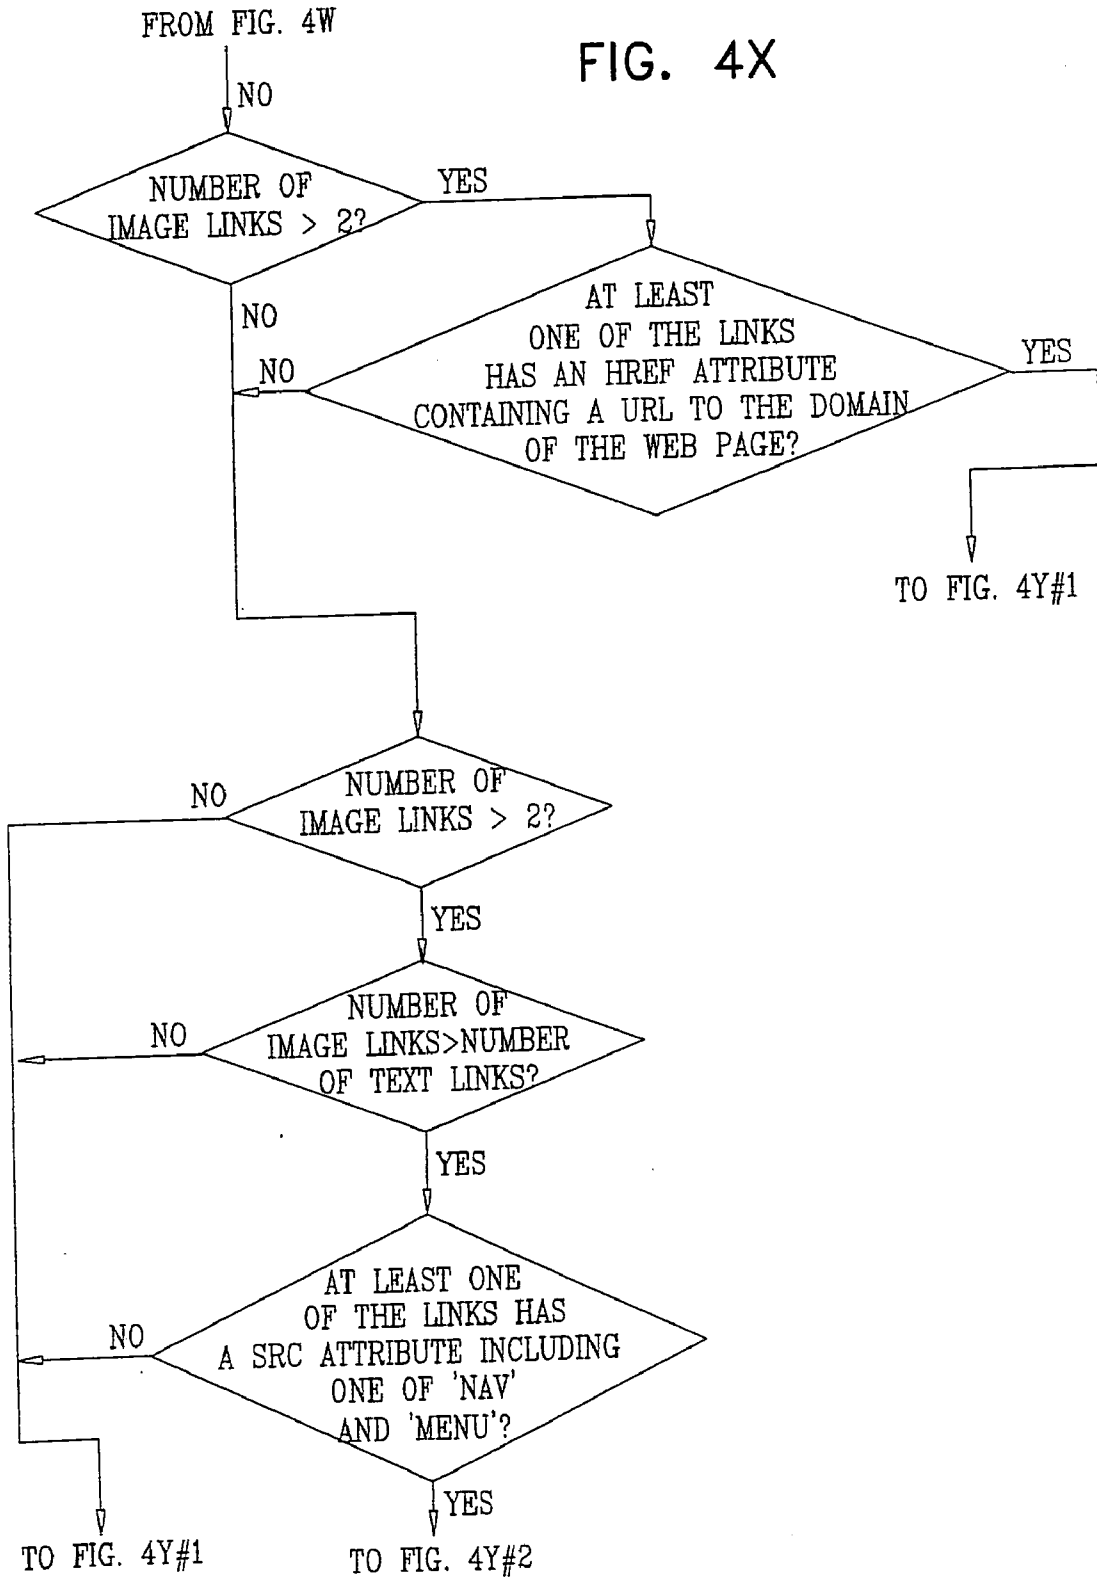 FROM FIG. 4W
FIG. 4X
NO
NUMBER OF
IMAGE LINKS > 2?
YES
NO
AT LEAST
ONE OF THE LINKS
HAS AN HREF ATTRIBUTE
CONTAINING A URL TO THE DOMAIN
OF THE WEB PAGE?
NO
YES
TO FIG. 4Y#1
NUMBER OF
IMAGE LINKS > 2?
NO
YES
NUMBER OF
IMAGE LINKS>NUMBER
OF TEXT LINKS?
NO
YES
AT LEAST ONE
OF THE LINKS HAS
A SRC ATTRIBUTE INCLUDING
ONE OF 'NAV'
AND 'MENU'?
NO
YES
TO FIG. 4Y#1
TO FIG. 4Y#2